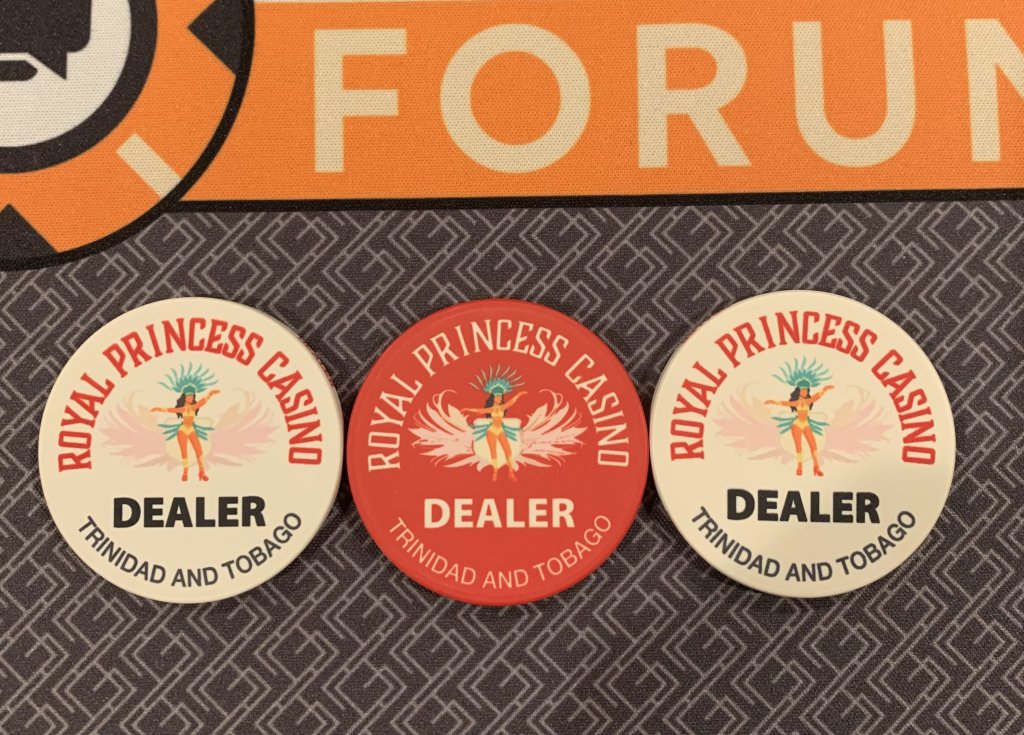 FORUM
ROYAL PRINCESS CASINO
DEALER
TRINIDAD AND TOBAGO
ROYAL PRINCESS CASINO
DEALER
TRINIDAD AND TOBAGO
ROYAL PRINCESS CASINO
DEALER
TRINIDAD AND TOBAGO